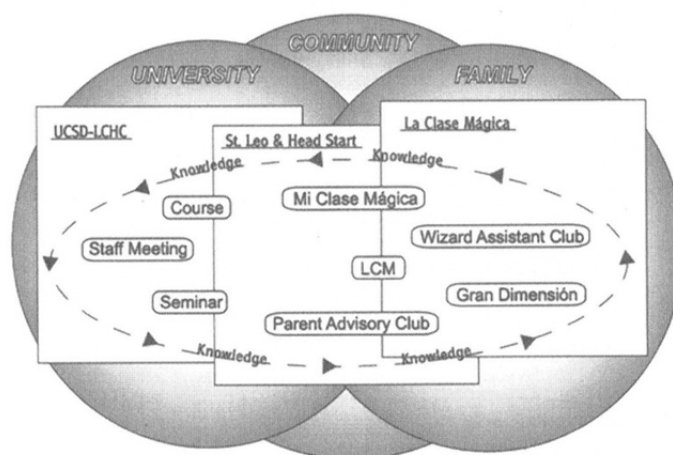 COMMUNITY
UNIVERSITY
FAMILY
UCSD-LCHC
St. Leo & Head Start
La Clase Mágica
Knowledge
Knowledge
Course
Mi Clase Mágica
Staff Meeting
Wizard Assistant Club
LCM
Seminar
Gran Dimensión
Parent Advisory Club
Knowledge
Knowledge